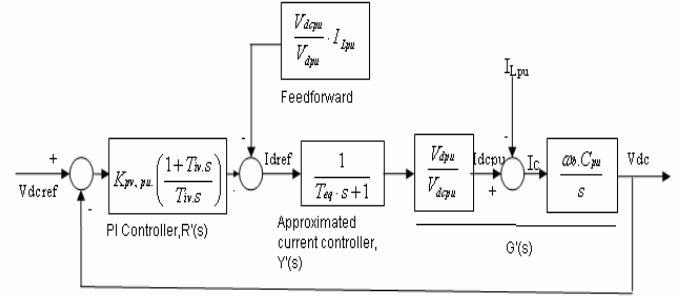 Vdcpu
Vdpu
· I Lpu
Feedforward
ILpu
+
-
-
Vdcref
-
Kpv, pu. (1+Tiv.s / Tiv.s)
Idref
1
Teq · s+1
Vdpu
Vdcpu
Idcpu
+
Ic
ωb.Cpu
s
Vdc
PI Controller,R'(s)
Approximated
current controller,
Y'(s)
G'(s)